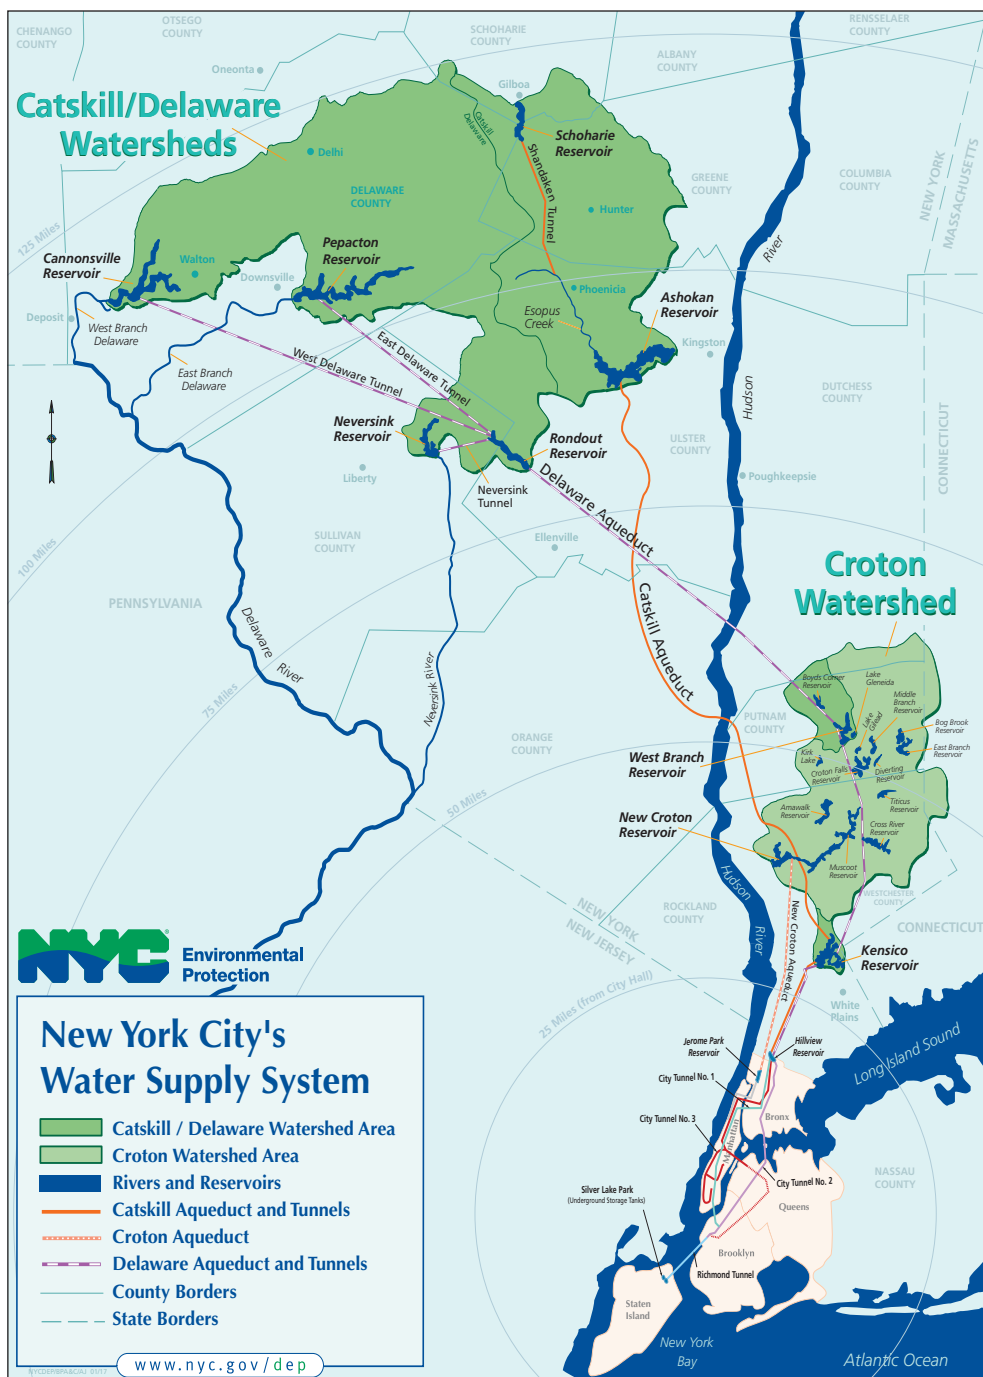 CHENANGO
COUNTY
OTSEGO
COUNTY
SCHOHARIE
COUNTY
RENSSELAER
COUNTY
ALBANY
COUNTY
Oneonta
Gilboa
Catskill/Delaware
Watersheds
Catskill
Delaware
Schoharie
Reservoir
Shandaken Tunnel
Delhi
DELAWARE
COUNTY
GREENE
COUNTY
COLUMBIA
COUNTY
NEW YORK
MASSACHUSETTS
Hunter
125 Miles
Pepacton
Reservoir
River
Cannonsville
Reservoir
Walton
Downsville
Phoenicia
Ashokan
Reservoir
Esopus
Creek
Deposit
West Branch
Delaware
Kingston
East Delaware Tunnel
West Delaware Tunnel
East Branch
Delaware
Hudson
DUTCHESS
COUNTY
CONNECTICUT
Neversink
Reservoir
Rondout
Reservoir
ULSTER
COUNTY
Liberty
Neversink
Tunnel
Delaware Aqueduct
Poughkeepsie
SULLIVAN
COUNTY
Ellenville
100 Miles
PENNSYLVANIA
Croton
Watershed
Catskill Aqueduct
Delaware
River
Neversink River
75 Miles
Boyds Corner
Reservoir
Lake
Gleneida
Middle
Branch
Reservoir
Lake
Gilead
Bog Brook
Reservoir
East Branch
Reservoir
PUTNAM
COUNTY
ORANGE
COUNTY
West Branch
Reservoir
Kirk
Lake
Croton Falls
Reservoir
Diverting
Reservoir
Titicus
Reservoir
50 Miles
Amawalk
Reservoir
New Croton
Reservoir
Cross River
Reservoir
Muscoot
Reservoir
Hudson
River
WESTCHESTER
COUNTY
ROCKLAND
COUNTY
NEW YORK
NEW JERSEY
CONNECTICUT
New Croton Aqueduct
Kensico
Reservoir
NYC
Environmental
Protection
White
Plains
25 Miles (from City Hall)
Long Island Sound
Jerome Park
Reservoir
Hillview
Reservoir
City Tunnel No. 1
City Tunnel No. 3
Bronx
Manhattan
City Tunnel No. 2
NASSAU
COUNTY
Silver Lake Park
(Underground Storage Tanks)
Queens
Brooklyn
Richmond Tunnel
Staten
Island
New York
Bay
Atlantic Ocean
New York City's
Water Supply System
Catskill / Delaware Watershed Area
Croton Watershed Area
Rivers and Reservoirs
Catskill Aqueduct and Tunnels
Croton Aqueduct
Delaware Aqueduct and Tunnels
County Borders
State Borders
www.nyc.gov/dep